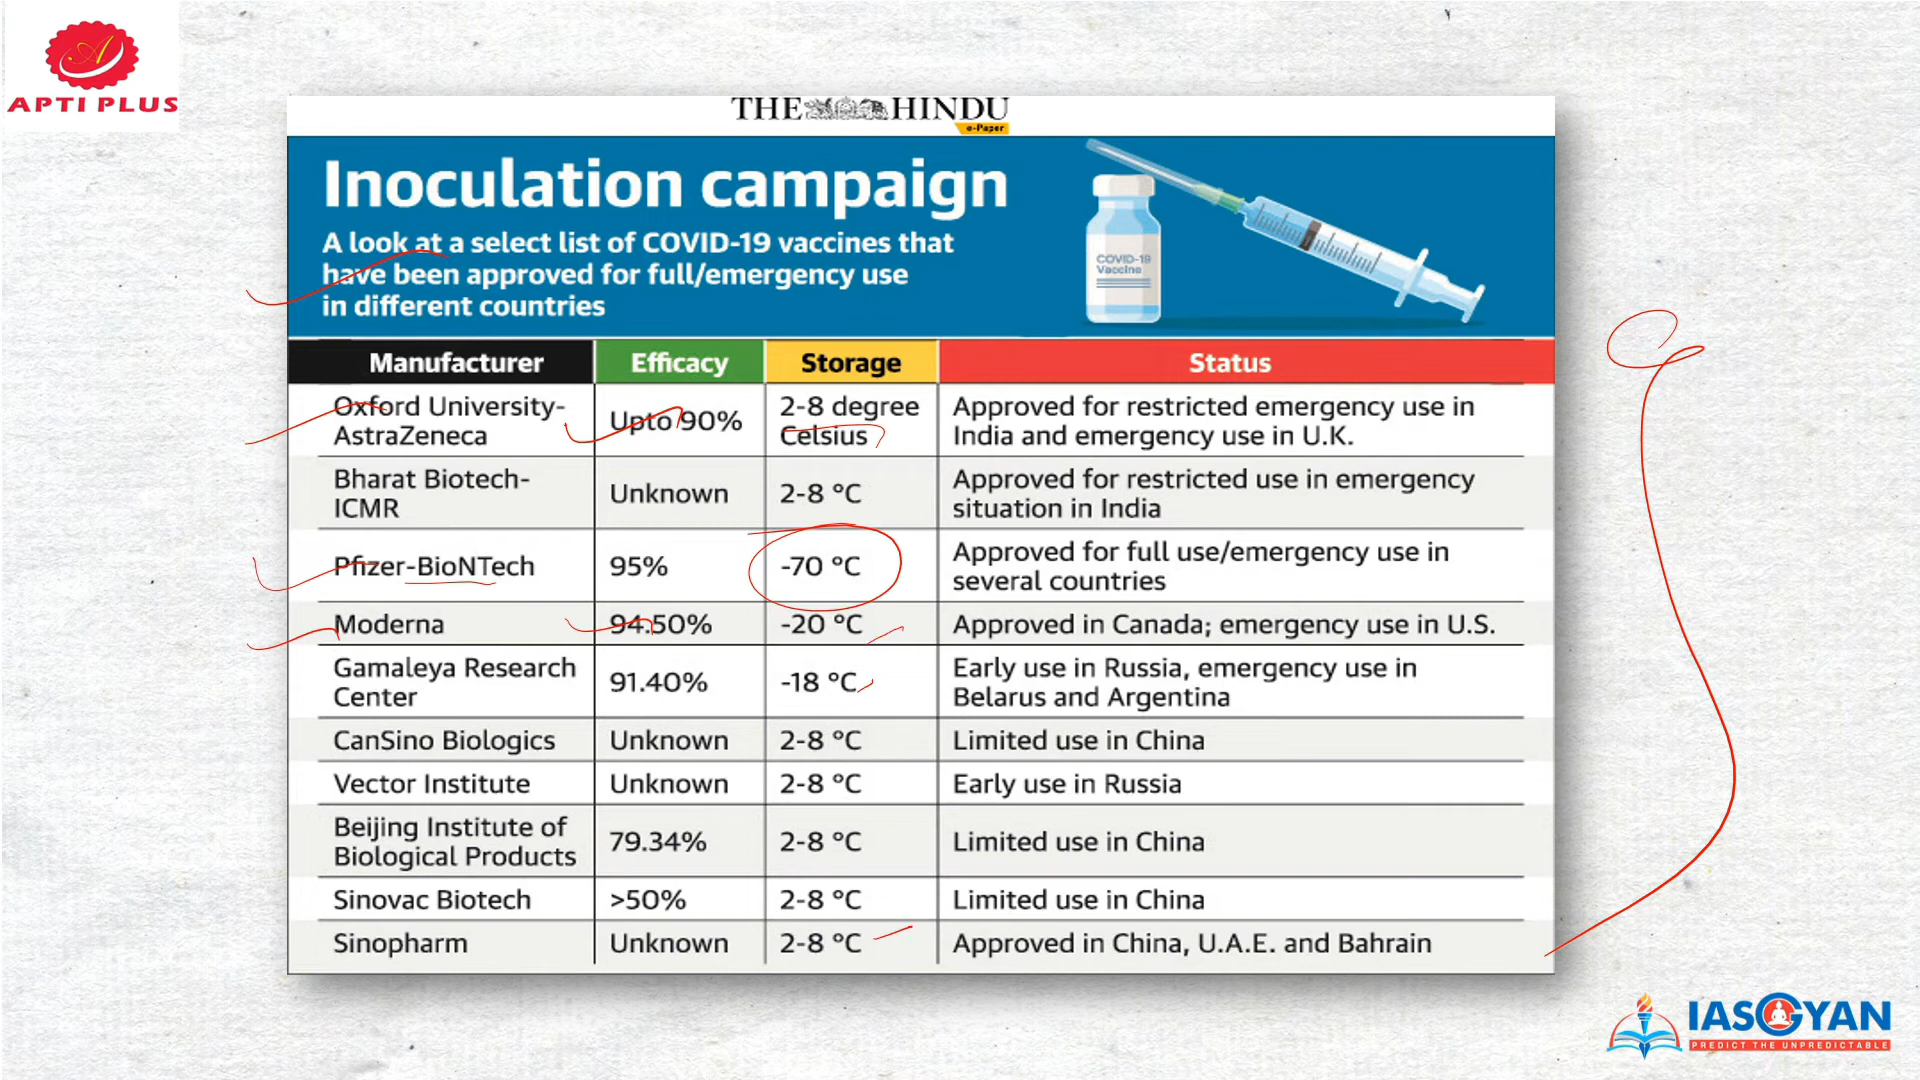 APTI PLUS
THE HINDU
e-Paper
Inoculation campaign
A look at a select list of COVID-19 vaccines that
have been approved for full/emergency use
in different countries
COVID-19
Vaccine
Manufacturer Efficacy Storage Status
Oxford University-
AstraZeneca
Upto 90%
2-8 degree
Celsius
Approved for restricted emergency use in
India and emergency use in U.K.
Bharat Biotech-
ICMR
Unknown
2-8 °C
Approved for restricted use in emergency
situation in India
Pfizer-BioNTech
95%
-70 °C
Approved for full use/emergency use in
several countries
Moderna 94.50% -20 °C Approved in Canada; emergency use in U.S.
Gamaleya Research
Center
91.40%
-18 °C
Early use in Russia, emergency use in
Belarus and Argentina
CanSino Biologics Unknown 2-8 °C Limited use in China
Vector Institute Unknown 2-8 °C Early use in Russia
Beijing Institute of
Biological Products
79.34%
2-8 °C
Limited use in China
Sinovac Biotech >50% 2-8 °C Limited use in China
Sinopharm Unknown 2-8 °C Approved in China, U.A.E. and Bahrain
IASGYAN
PREDICT THE UNPREDICTABLE